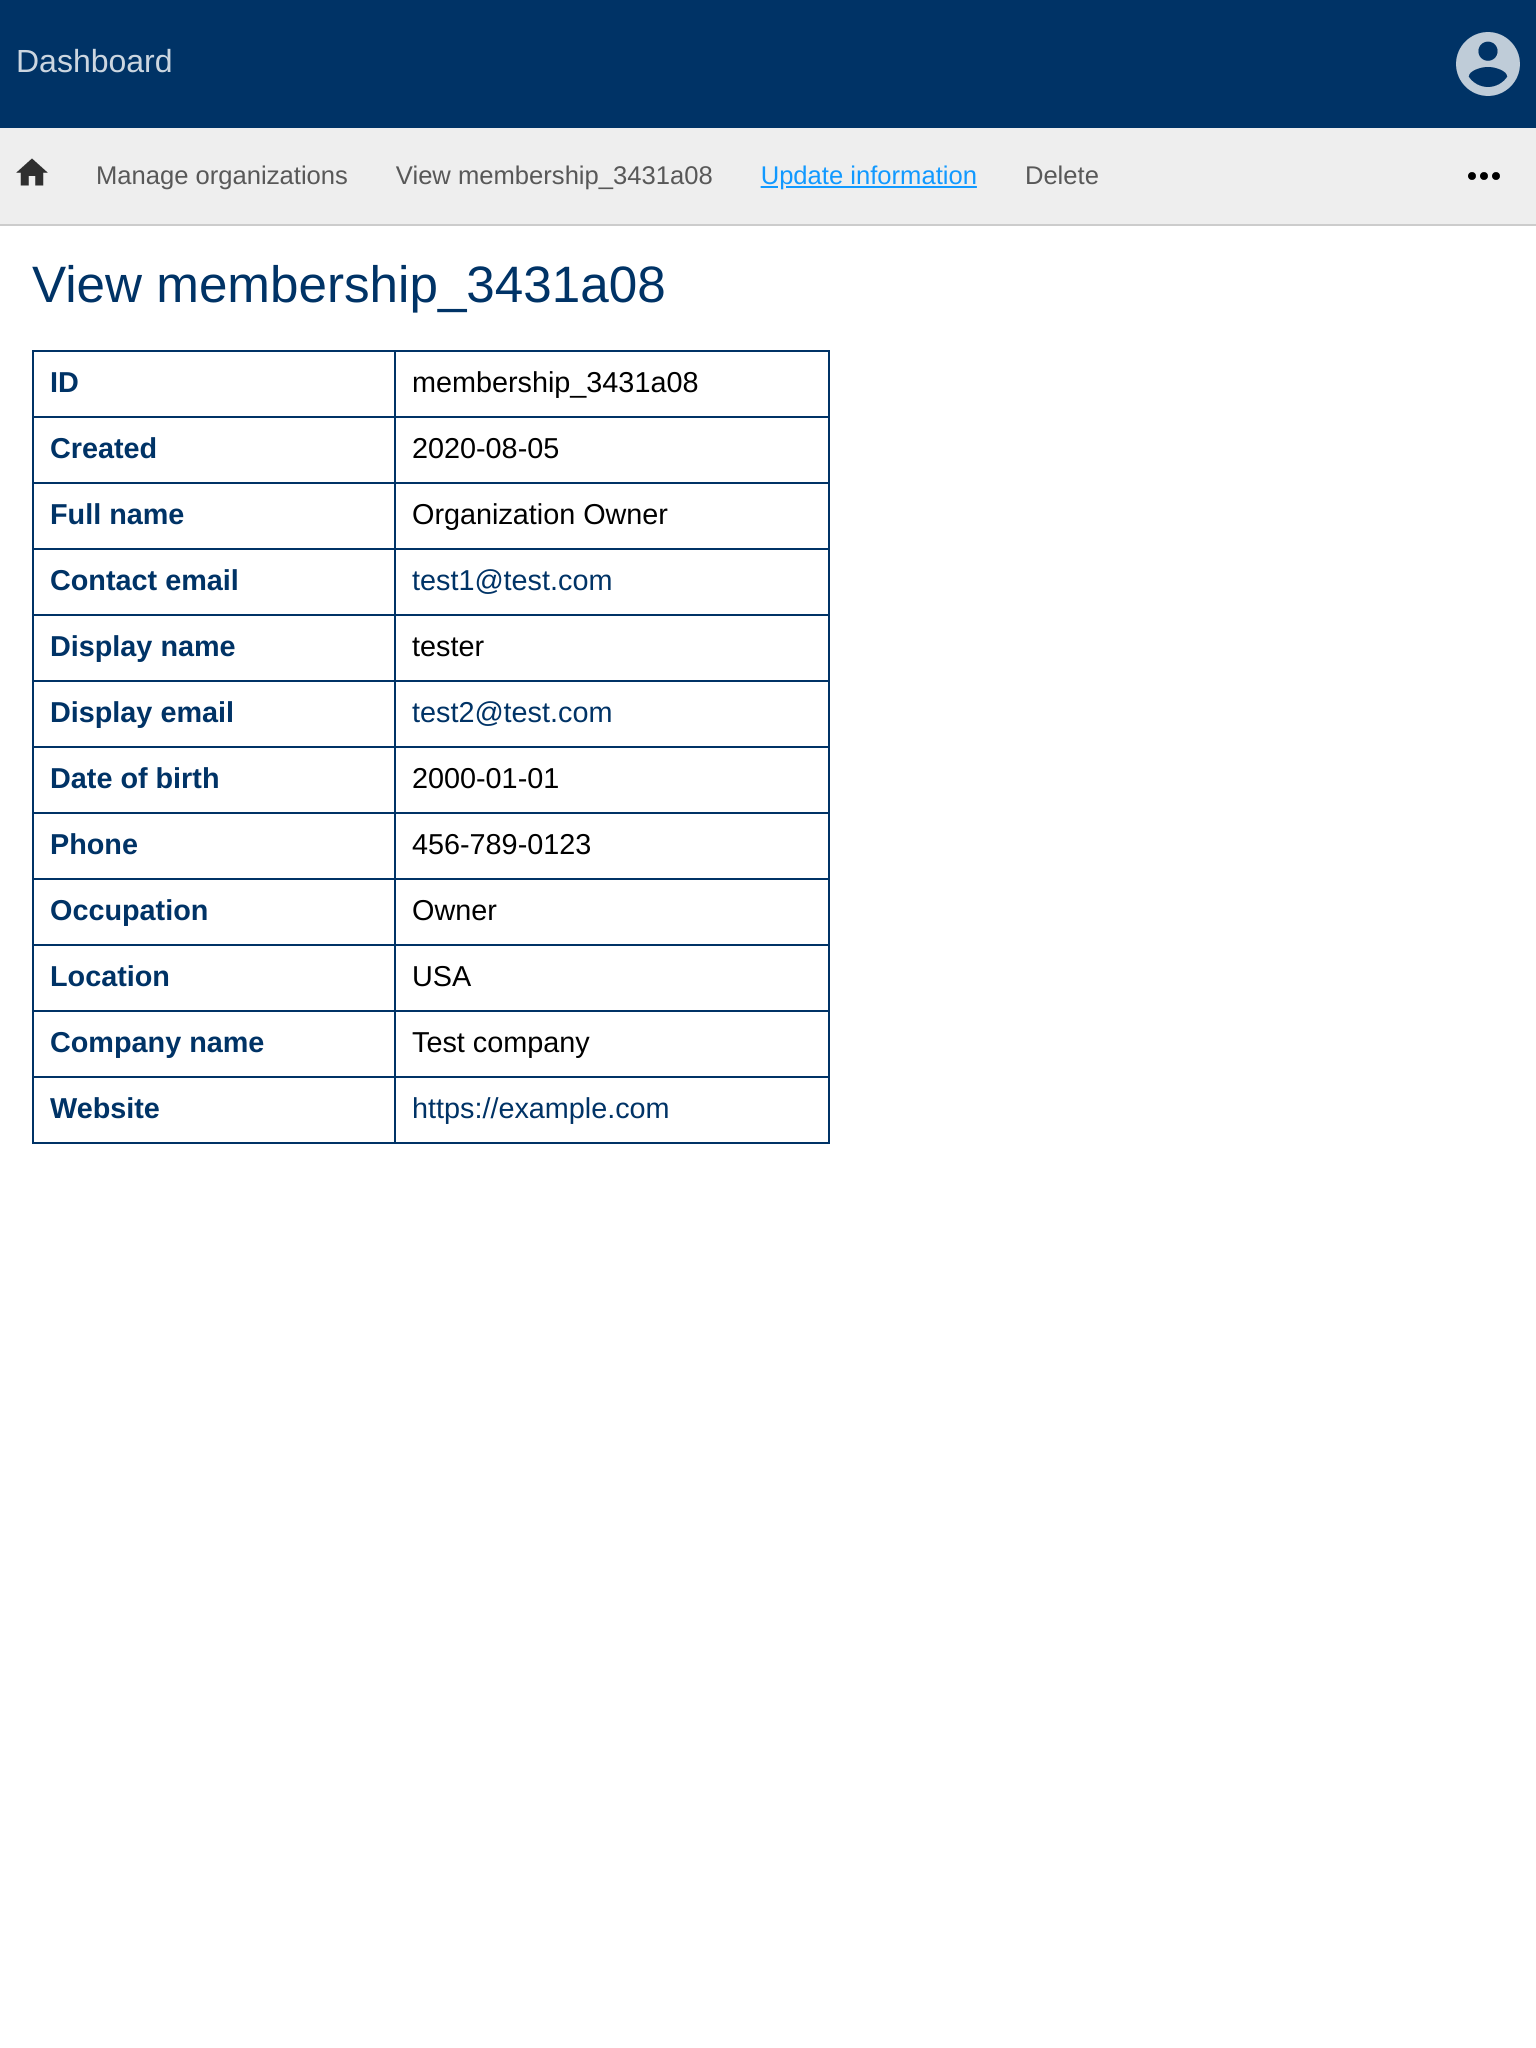 Dashboard
Manage organizations View membership_3431a08 Update information Delete
View membership_3431a08
ID membership_3431a08
Created 2020-08-05
Full name Organization Owner
Contact email test1@test.com
Display name tester
Display email test2@test.com
Date of birth 2000-01-01
Phone 456-789-0123
Occupation Owner
Location USA
Company name Test company
Website https://example.com